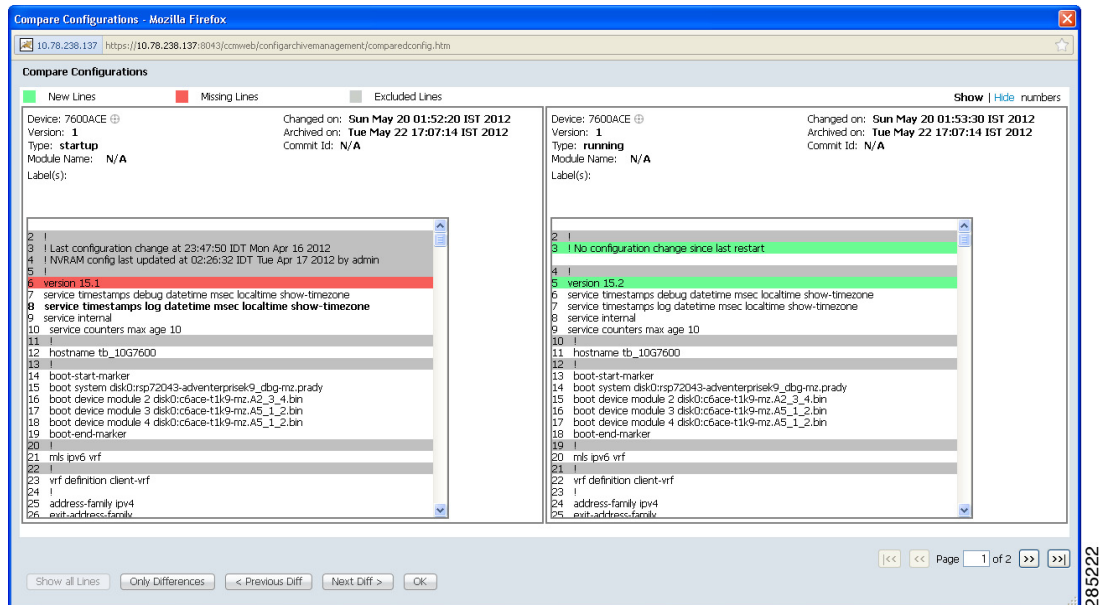 Compare Configurations - Mozilla Firefox
10.78.238.137 https://10.78.238.137:8043/ccmweb/configarchivemanagement/comparedconfig.htm
Compare Configurations
New Lines Missing Lines Excluded Lines Show | Hide numbers
Device: 7600ACE Changed on: Sun May 20 01:52:20 IST 2012
Version: 1 Archived on: Tue May 22 17:07:14 IST 2012
Type: startup Commit Id: N/A
Module Name: N/A
Label(s):
2 !
3 ! Last configuration change at 23:47:50 IDT Mon Apr 16 2012
4 ! NVRAM config last updated at 02:26:32 IDT Tue Apr 17 2012 by admin
5 !
6 version 15.1
7 service timestamps debug datetime msec localtime show-timezone
8 service timestamps log datetime msec localtime show-timezone
9 service internal
10 service counters max age 10
11 !
12 hostname tb_10G7600
13 !
14 boot-start-marker
15 boot system disk0:rsp72043-adventerprisek9_dbg-mz.prady
16 boot device module 2 disk0:c6ace-t1k9-mz.A2_3_4.bin
17 boot device module 3 disk0:c6ace-t1k9-mz.A5_1_2.bin
18 boot device module 4 disk0:c6ace-t1k9-mz.A5_1_2.bin
19 boot-end-marker
20 !
21 mls ipv6 vrf
22 !
23 vrf definition client-vrf
24 !
25 address-family ipv4
26 exit-address-family
Device: 7600ACE Changed on: Sun May 20 01:53:30 IST 2012
Version: 1 Archived on: Tue May 22 17:07:14 IST 2012
Type: running Commit Id: N/A
Module Name: N/A
Label(s):
2 !
3 ! No configuration change since last restart
4 !
5 version 15.2
6 service timestamps debug datetime msec localtime show-timezone
7 service timestamps log datetime msec localtime show-timezone
8 service internal
9 service counters max age 10
10 !
11 hostname tb_10G7600
12 !
13 boot-start-marker
14 boot system disk0:rsp72043-adventerprisek9_dbg-mz.prady
15 boot device module 2 disk0:c6ace-t1k9-mz.A2_3_4.bin
16 boot device module 3 disk0:c6ace-t1k9-mz.A5_1_2.bin
17 boot device module 4 disk0:c6ace-t1k9-mz.A5_1_2.bin
18 boot-end-marker
19 !
20 mls ipv6 vrf
21 !
22 vrf definition client-vrf
23 !
24 address-family ipv4
25 exit-address-family
|<< << Page 1 of 2 >> >>|
Show all Lines Only Differences < Previous Diff Next Diff > OK
285222